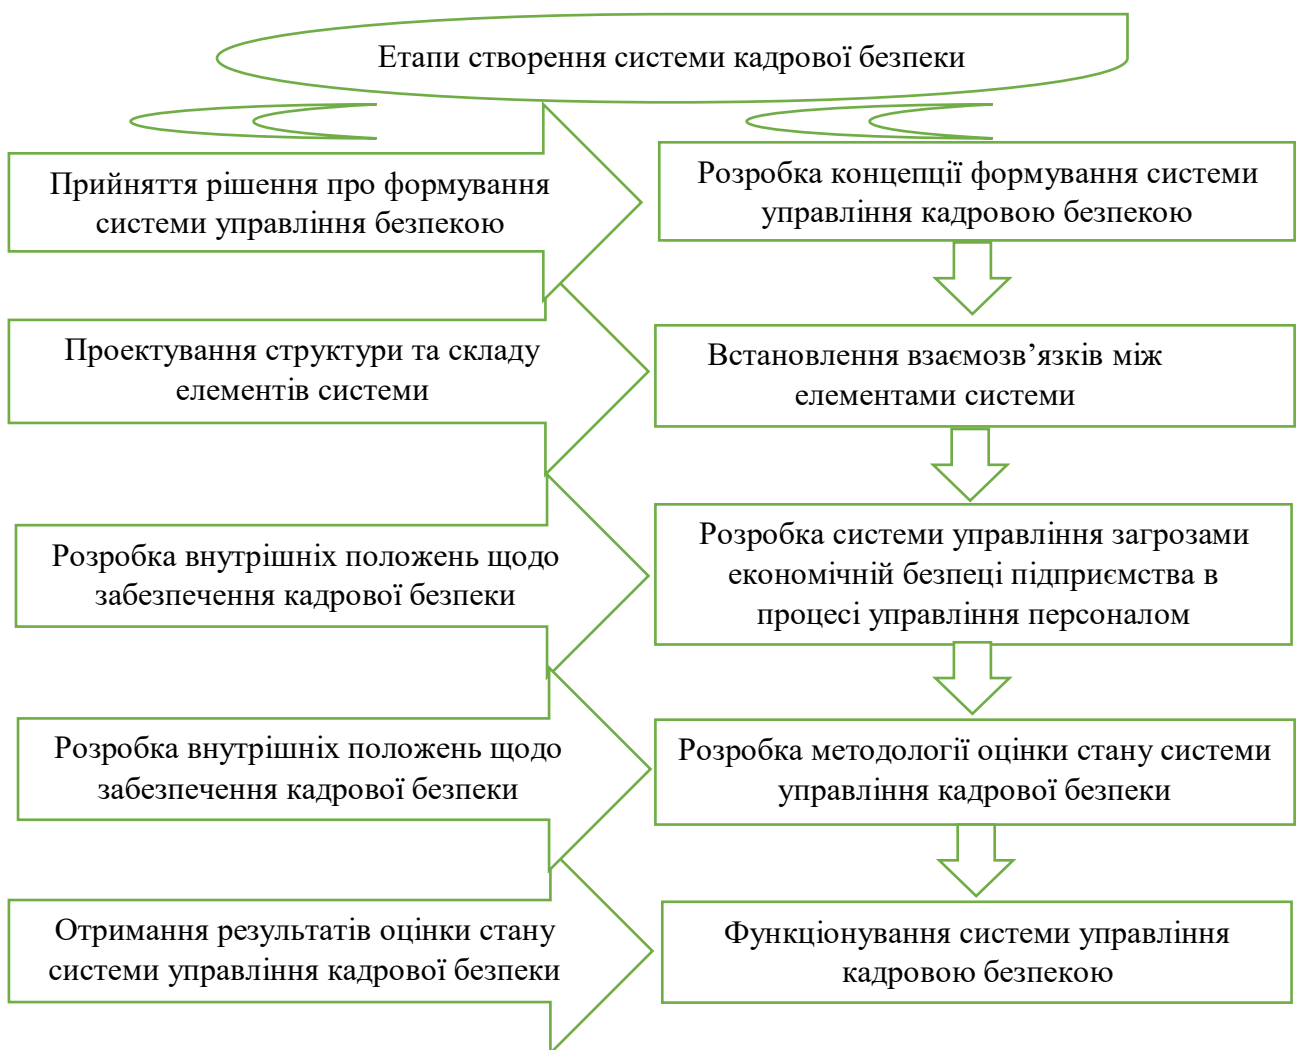 Етапи створення системи кадрової безпеки
Прийняття рішення про формування
системи управління безпекою
Розробка концепції формування системи
управління кадровою безпекою
Проектування структури та складу
елементів системи
Встановлення взаємозв’язків між
елементами системи
Розробка внутрішніх положень щодо
забезпечення кадрової безпеки
Розробка системи управління загрозами
економічній безпеці підприємства в
процесі управління персоналом
Розробка внутрішніх положень щодо
забезпечення кадрової безпеки
Розробка методології оцінки стану системи
управління кадрової безпеки
Отримання результатів оцінки стану
системи управління кадрової безпеки
Функціонування системи управління
кадровою безпекою